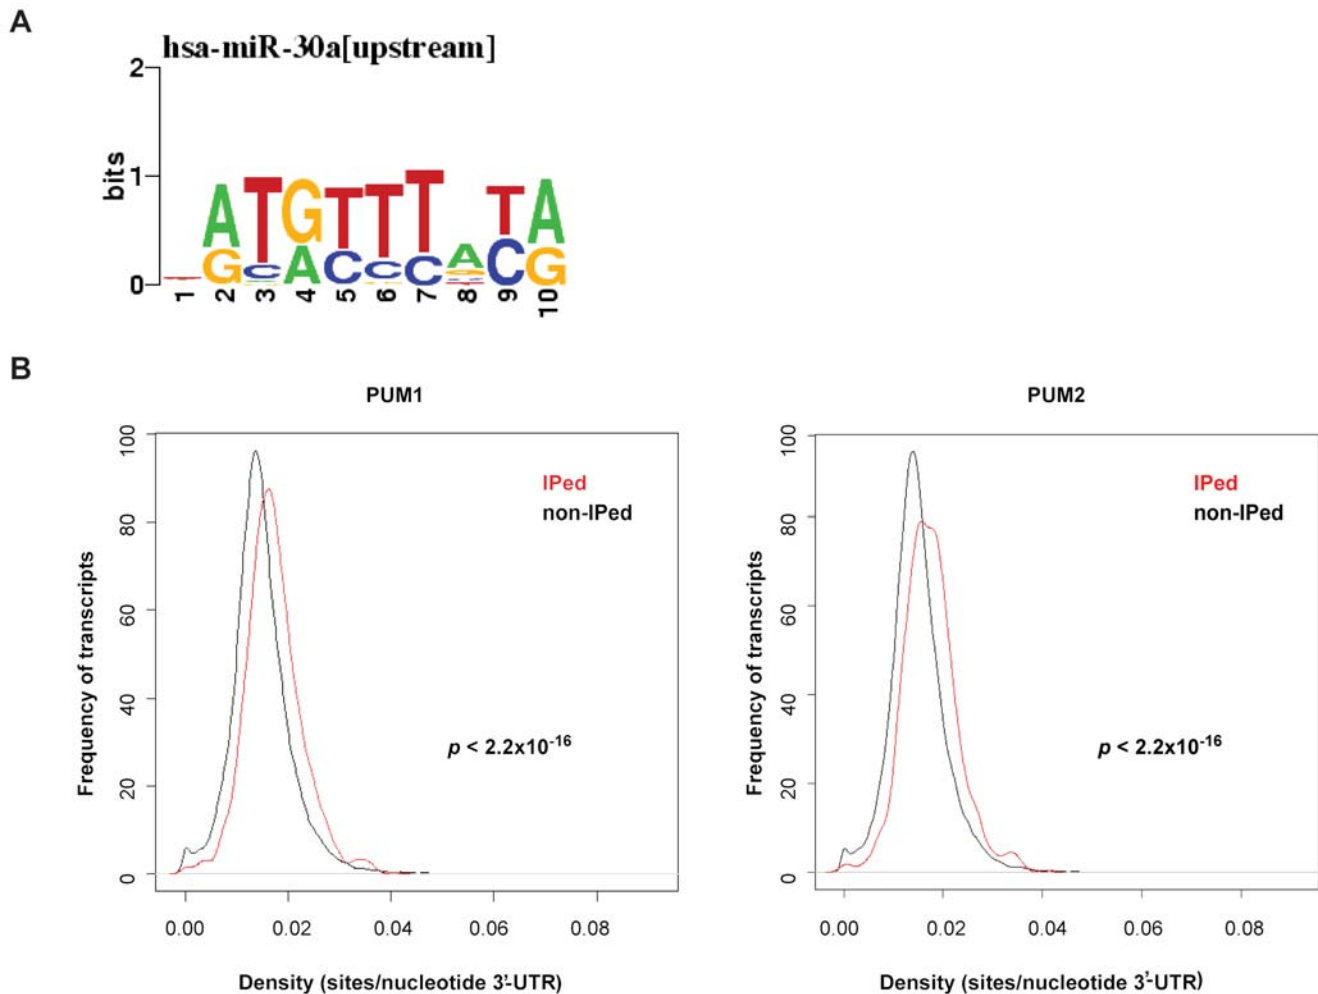 A
hsa-miR-30a[upstream]
bits
2
1
0
ATGTTTATA
GCACCCGCG
1 2 3 4 5 6 7 8 9 10
B
PUM1
Frequency of transcripts
100
80
60
40
20
0
IPed
non-IPed
p < 2.2x10-16
0.00 0.02 0.04 0.06 0.08
Density (sites/nucleotide 3'-UTR)
PUM2
Frequency of transcripts
100
80
60
40
20
0
IPed
non-IPed
p < 2.2x10-16
0.00 0.02 0.04 0.06 0.08
Density (sites/nucleotide 3'-UTR)